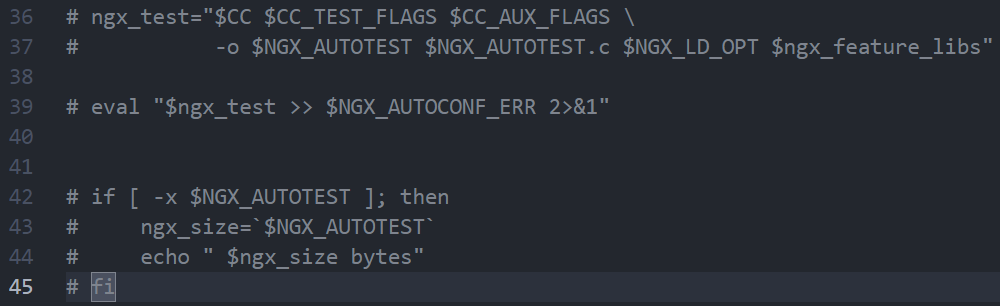 36 # ngx_test="$CC $CC_TEST_FLAGS $CC_AUX_FLAGS \
37 #           -o $NGX_AUTOTEST $NGX_AUTOTEST.c $NGX_LD_OPT $ngx_feature_libs"
38
39 # eval "$ngx_test >> $NGX_AUTOCONF_ERR 2>&1"
40
41
42 # if [ -x $NGX_AUTOTEST ]; then
43 #     ngx_size=`$NGX_AUTOTEST`
44 #     echo " $ngx_size bytes"
45 # fi